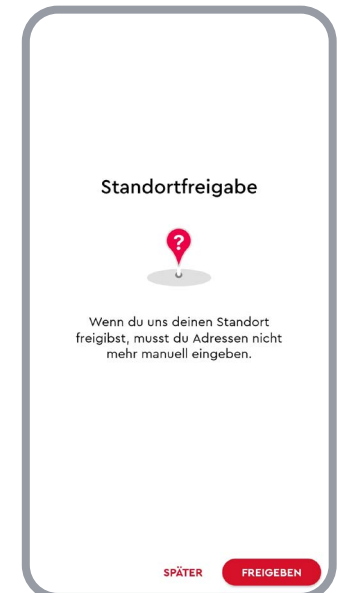 Standortfreigabe
?
Wenn du uns deinen Standort
freigibst, musst du Adressen nicht
mehr manuell eingeben.
SPÄTER FREIGEBEN